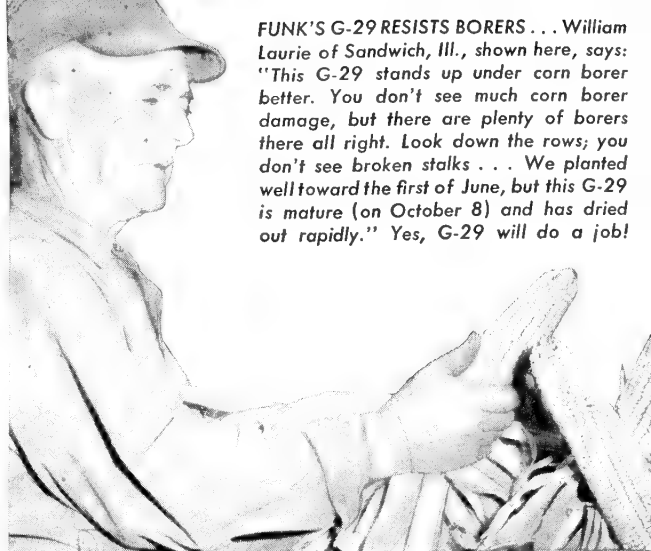 FUNK'S G-29 RESISTS BORERS . . . William
Laurie of Sandwich, Ill., shown here, says:
"This G-29 stands up under corn borer
better. You don't see much corn borer
damage, but there are plenty of borers
there all right. Look down the rows; you
don't see broken stalks . . . We planted
well toward the first of June, but this G-29
is mature (on October 8) and has dried
out rapidly." Yes, G-29 will do a job!